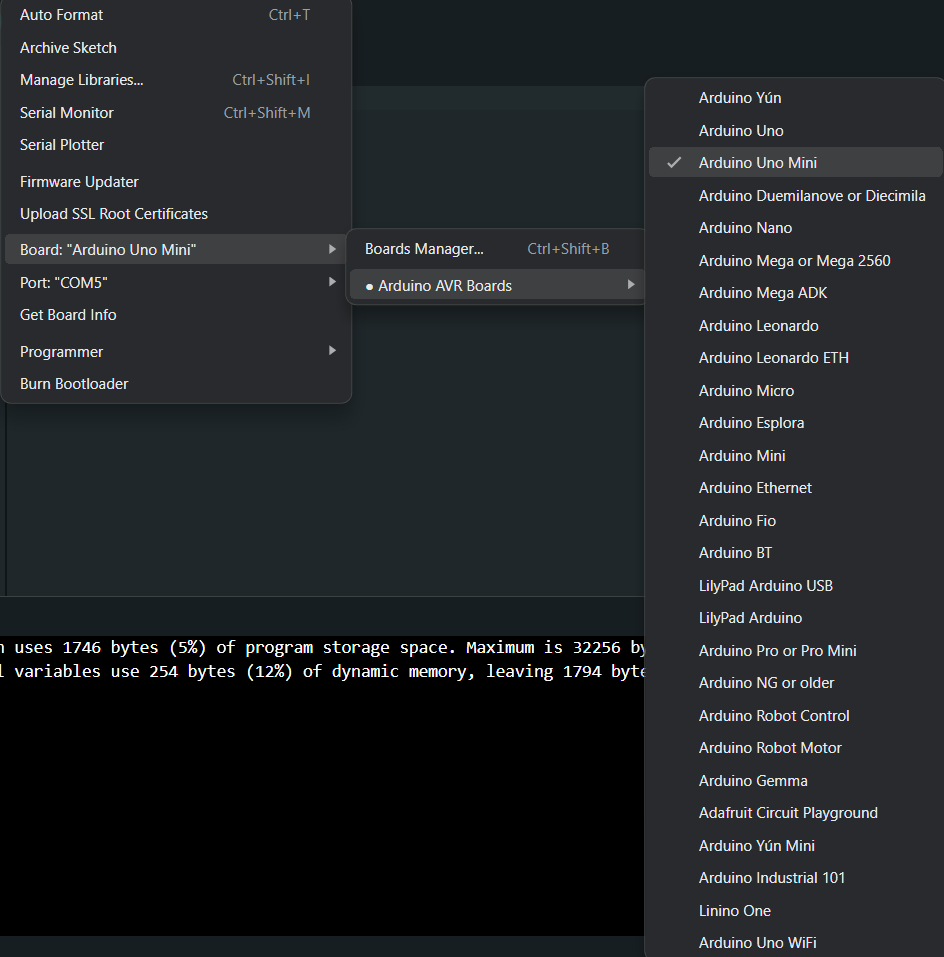 Auto Format Ctrl+T
Archive Sketch
Manage Libraries... Ctrl+Shift+I
Serial Monitor Ctrl+Shift+M
Serial Plotter
Firmware Updater
Upload SSL Root Certificates
Board: "Arduino Uno Mini"
Port: "COM5"
Get Board Info
Programmer
Burn Bootloader
Boards Manager... Ctrl+Shift+B
● Arduino AVR Boards
Arduino Yún
Arduino Uno
✓ Arduino Uno Mini
Arduino Duemilanove or Diecimila
Arduino Nano
Arduino Mega or Mega 2560
Arduino Mega ADK
Arduino Leonardo
Arduino Leonardo ETH
Arduino Micro
Arduino Esplora
Arduino Mini
Arduino Ethernet
Arduino Fio
Arduino BT
LilyPad Arduino USB
LilyPad Arduino
Arduino Pro or Pro Mini
Arduino NG or older
Arduino Robot Control
Arduino Robot Motor
Arduino Gemma
Adafruit Circuit Playground
Arduino Yún Mini
Arduino Industrial 101
Linino One
Arduino Uno WiFi
uses 1746 bytes (5%) of program storage space. Maximum is 32256 by
variables use 254 bytes (12%) of dynamic memory, leaving 1794 byte